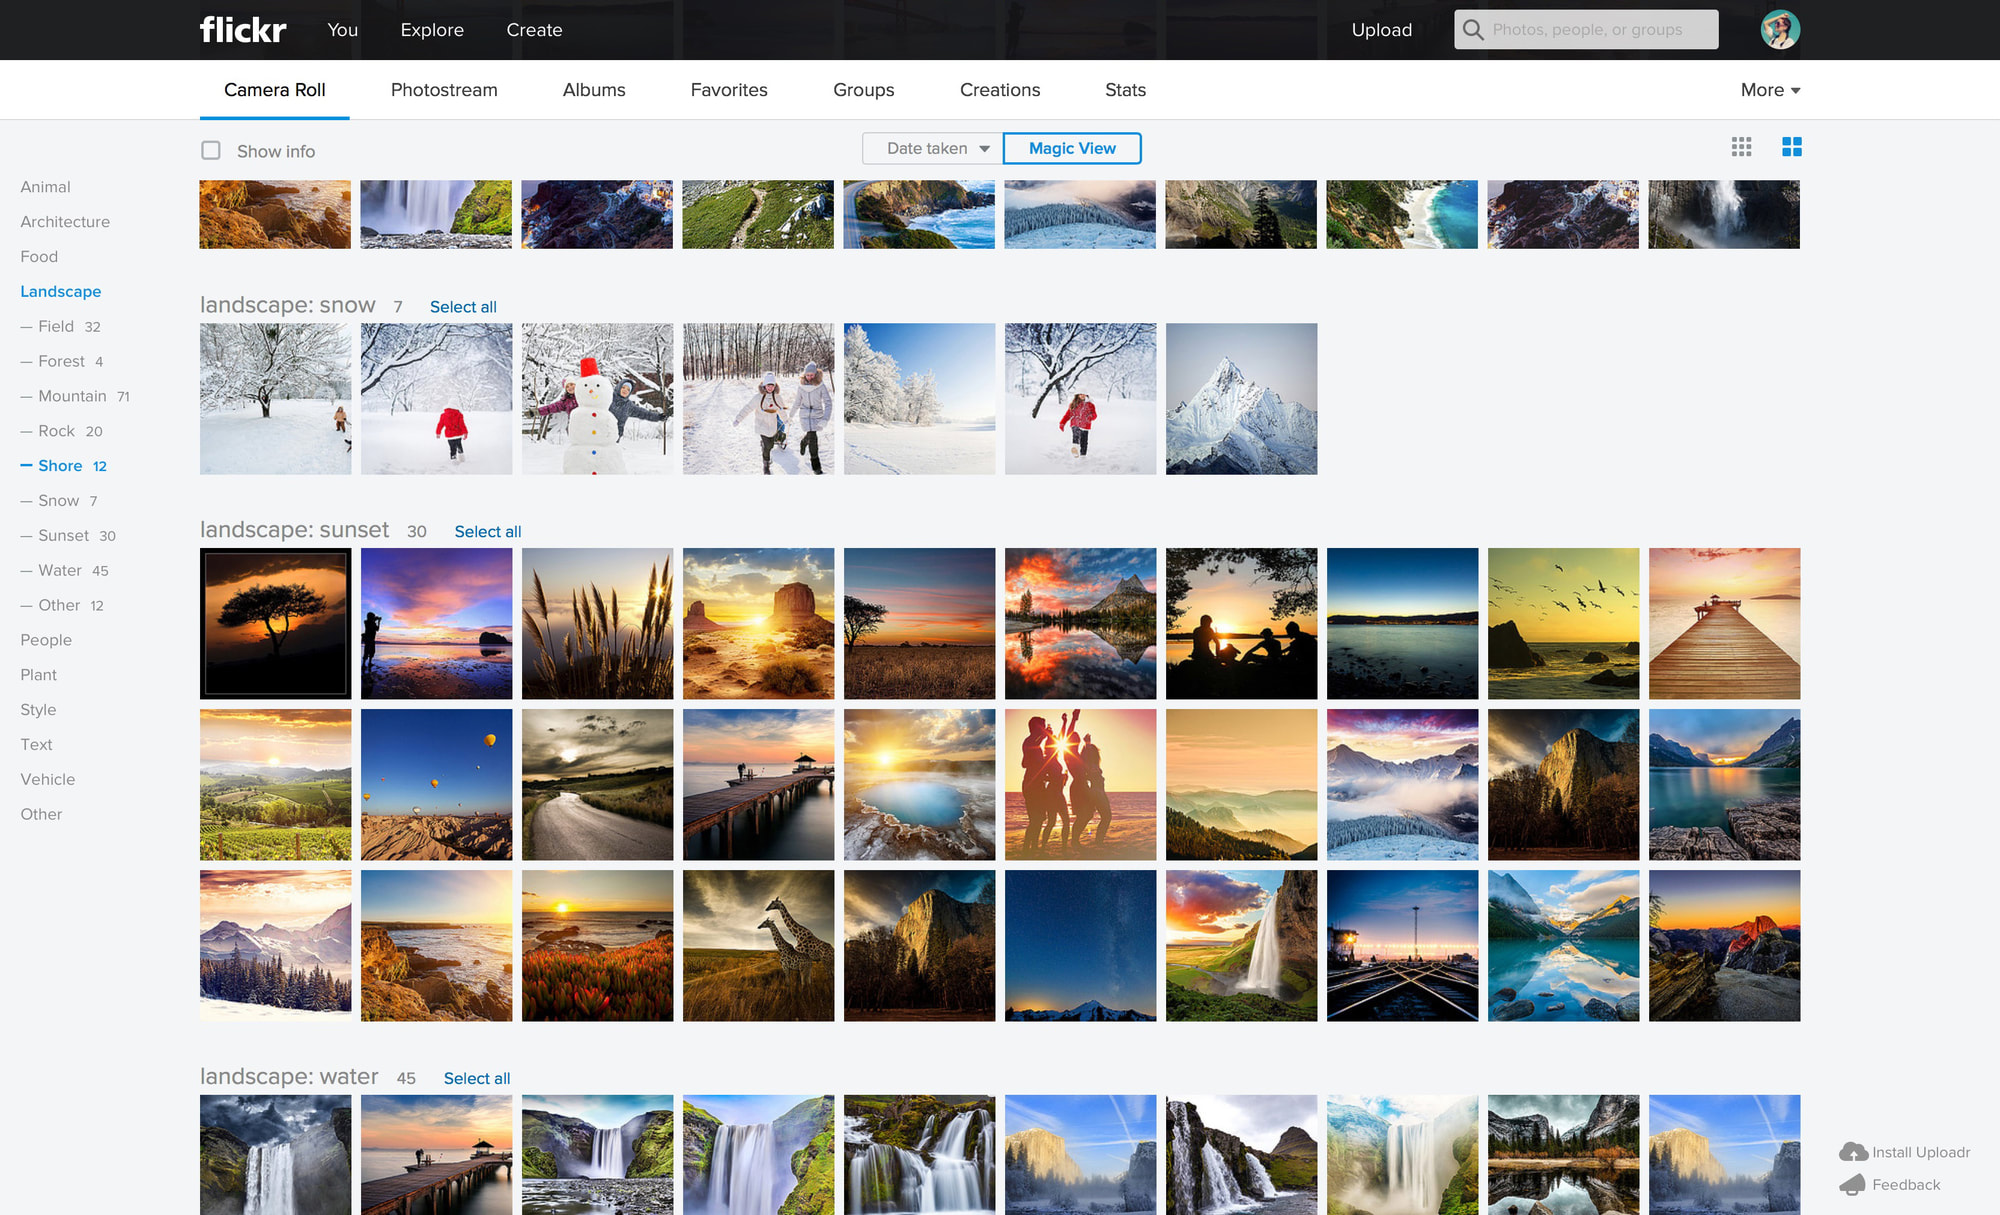 flickr You Explore Create Upload Photos, people, or groups
Camera Roll Photostream Albums Favorites Groups Creations Stats More
Show info Date taken Magic View
Animal
Architecture
Food
Landscape
— Field 32
— Forest 4
— Mountain 71
— Rock 20
— Shore 12
— Snow 7
— Sunset 30
— Water 45
— Other 12
People
Plant
Style
Text
Vehicle
Other
landscape: snow 7 Select all
landscape: sunset 30 Select all
landscape: water 45 Select all
Install Uploadr
Feedback